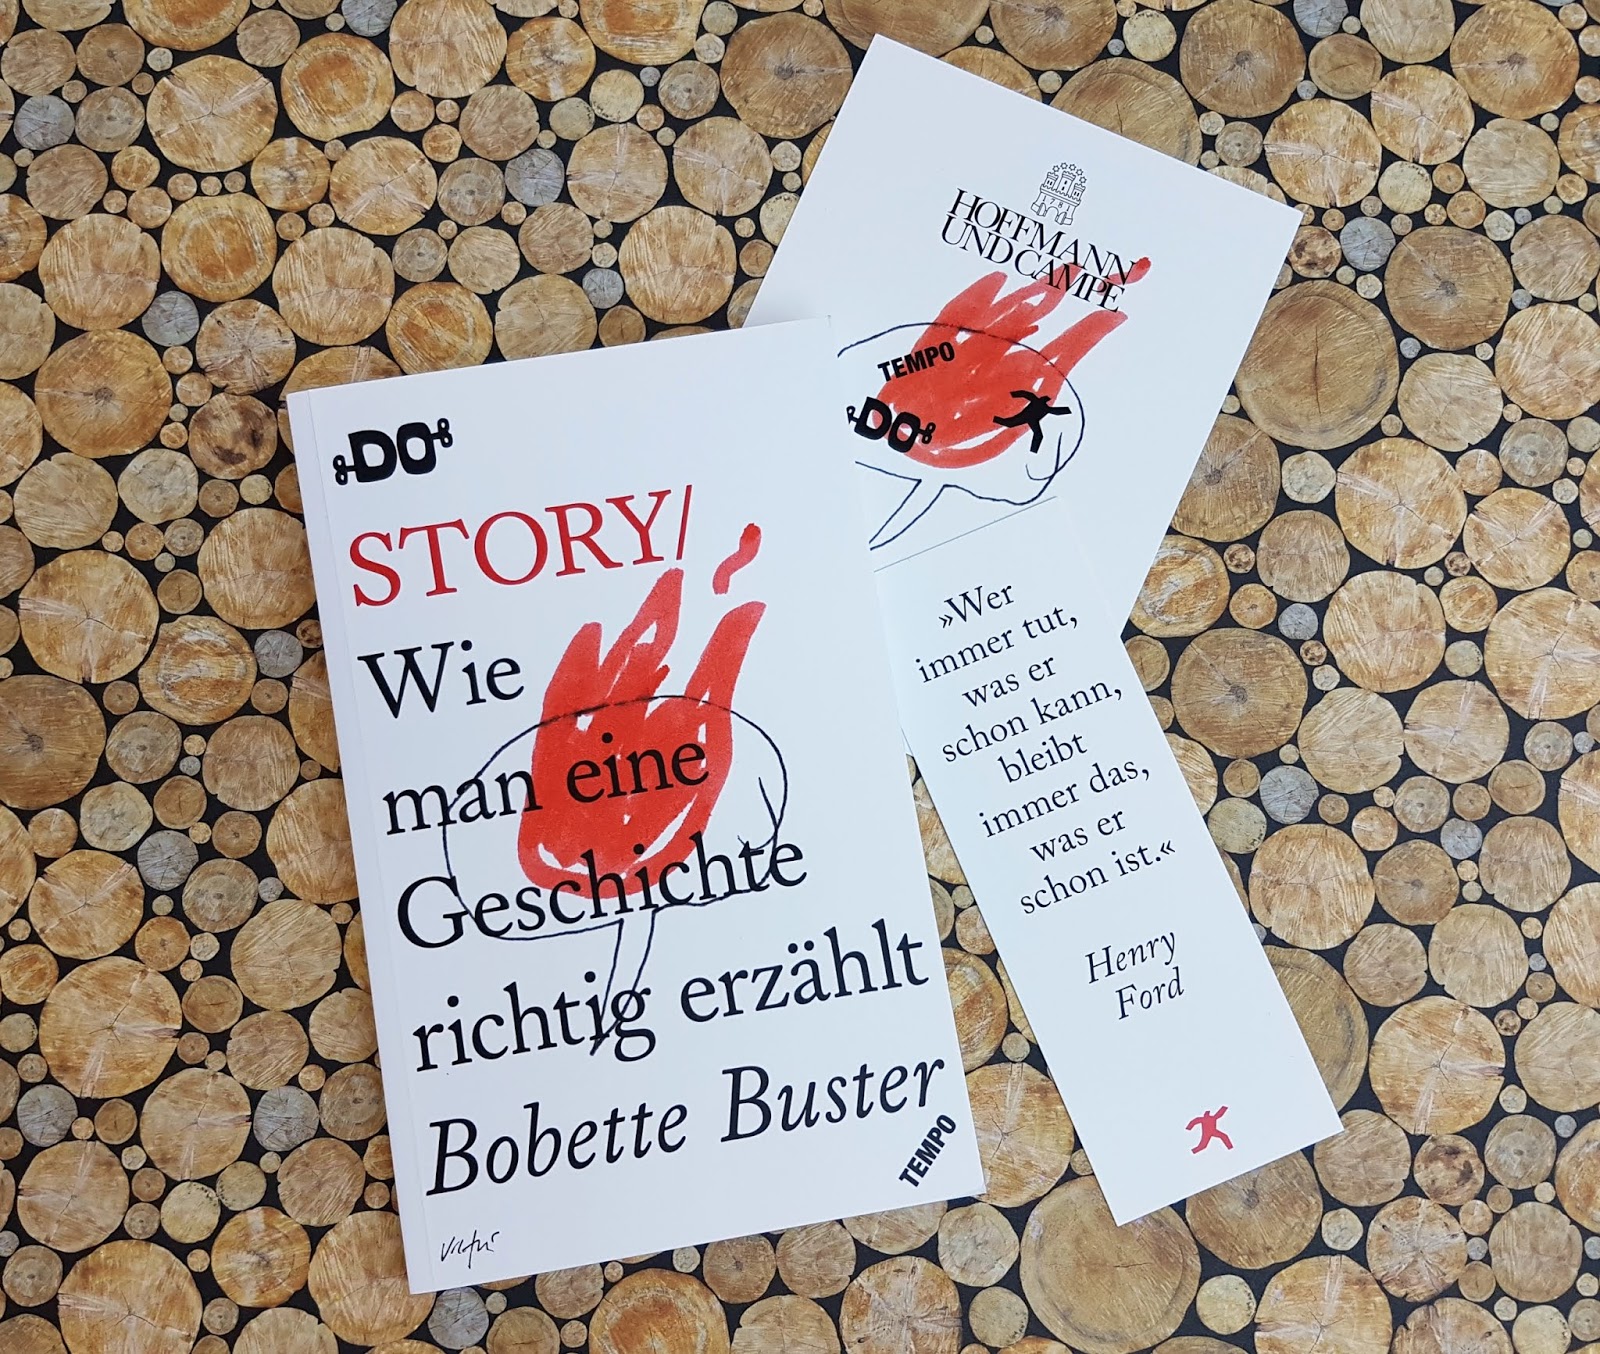 DO
STORY/
Wie
man eine
Geschichte
richtig erzählt
Bobette Buster
TEMPO
1781
HOFFMANN
UND CAMPE
TEMPO
DO
»Wer
immer tut,
was er
schon kann,
bleibt
immer das,
was er
schon ist.«
Henry
Ford